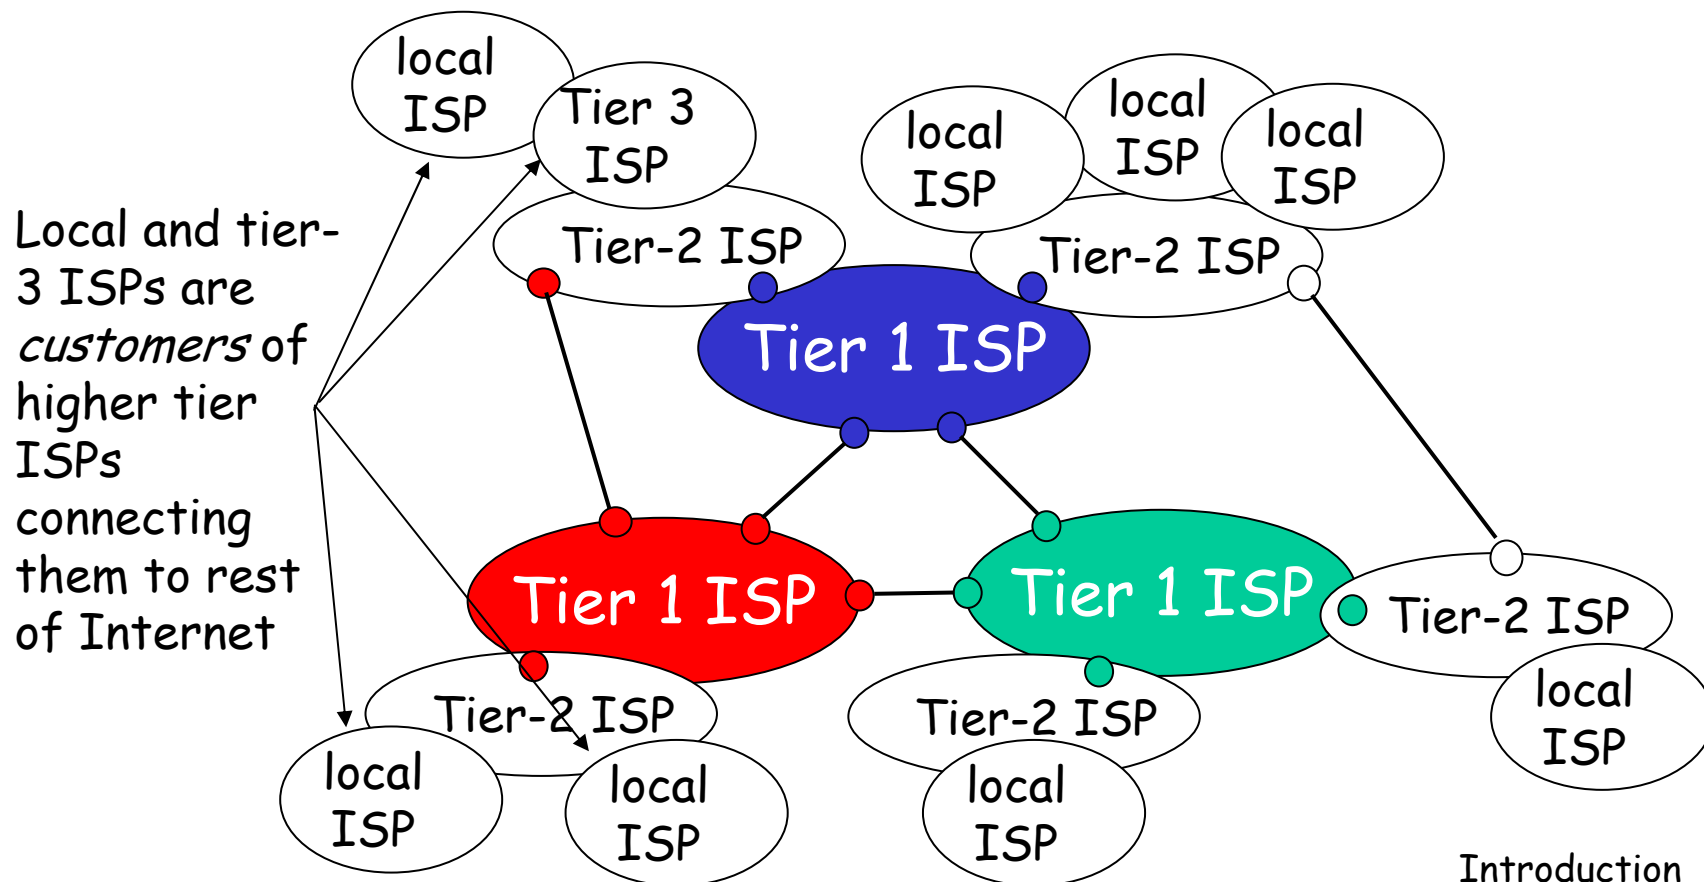 local
ISP
Tier 3
ISP
local
ISP
local
ISP
local
ISP
Local and tier-
3 ISPs are
customers of
higher tier
ISPs
connecting
them to rest
of Internet
Tier-2 ISP
Tier-2 ISP
Tier 1 ISP
Tier 1 ISP
Tier 1 ISP
Tier-2 ISP
Tier-2 ISP
Tier-2 ISP
local
ISP
local
ISP
local
ISP
local
ISP
Introduction